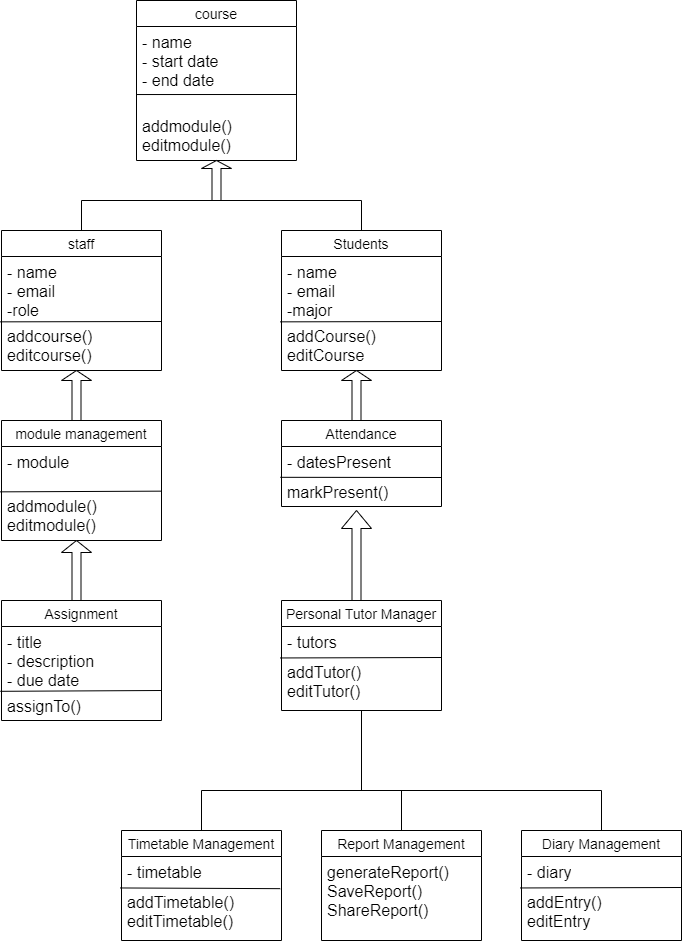 course
- name
- start date
- end date
addmodule()
editmodule()
staff
- name
- email
-role
addcourse()
editcourse()
Students
- name
- email
-major
addCourse()
editCourse
module management
- module
addmodule()
editmodule()
Attendance
- datesPresent
markPresent()
Assignment
- title
- description
- due date
assignTo()
Personal Tutor Manager
- tutors
addTutor()
editTutor()
Timetable Management
- timetable
addTimetable()
editTimetable()
Report Management
generateReport()
SaveReport()
ShareReport()
Diary Management
- diary
addEntry()
editEntry